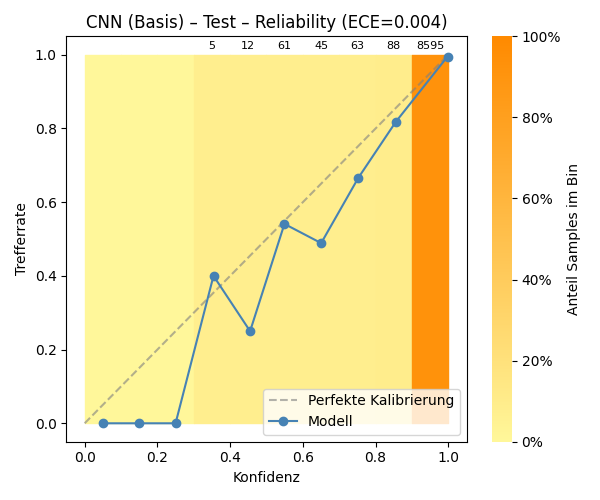 CNN (Basis) – Test – Reliability (ECE=0.004)
5 12 61 45 63 88 8595
1.0
0.8
0.6
0.4
0.2
0.0
Trefferrate
0.0 0.2 0.4 0.6 0.8 1.0
Konfidenz
Perfekte Kalibrierung
Modell
100%
80%
60%
40%
20%
0%
Anteil Samples im Bin